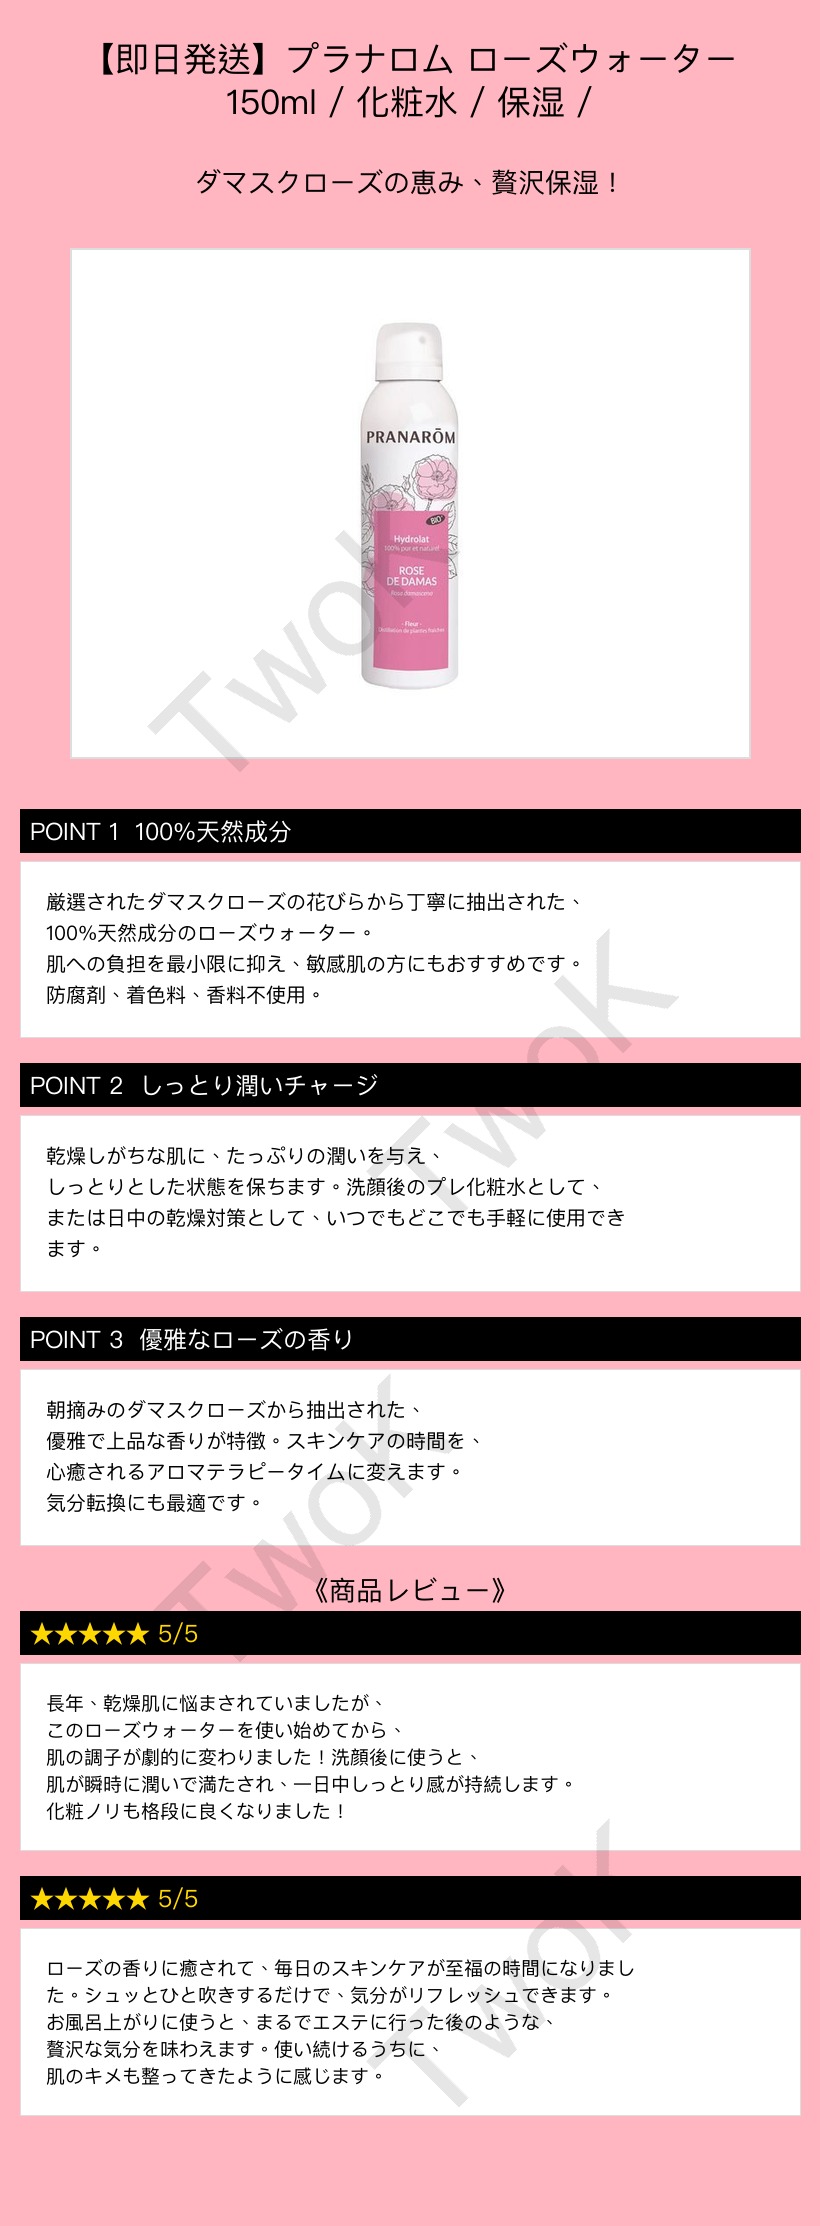 【即日発送】プラナロム ローズウォーター
150ml / 化粧水 / 保湿 /
ダマスクローズの恵み、贅沢保湿！
PRANARŌM
BIO
Hydrolat
100% pur et naturel
ROSE
DE DAMAS
Rosa damascena
- Fleur -
Distillation de plantes fraîches
TwoK
POINT 1 100%天然成分
厳選されたダマスクローズの花びらから丁寧に抽出された、
100%天然成分のローズウォーター。
肌への負担を最小限に抑え、敏感肌の方にもおすすめです。
防腐剤、着色料、香料不使用。
TwoK
POINT 2 しっとり潤いチャージ
乾燥しがちな肌に、たっぷりの潤いを与え、
しっとりとした状態を保ちます。洗顔後のプレ化粧水として、
または日中の乾燥対策として、いつでもどこでも手軽に使用でき
ます。
POINT 3 優雅なローズの香り
朝摘みのダマスクローズから抽出された、
優雅で上品な香りが特徴。スキンケアの時間を、
心癒されるアロマテラピータイムに変えます。
気分転換にも最適です。
TwoK
《商品レビュー》
★★★★★ 5/5
長年、乾燥肌に悩まされていましたが、
このローズウォーターを使い始めてから、
肌の調子が劇的に変わりました！洗顔後に使うと、
肌が瞬時に潤いで満たされ、一日中しっとり感が持続します。
化粧ノリも格段に良くなりました！
★★★★★ 5/5
ローズの香りに癒されて、毎日のスキンケアが至福の時間になりまし
た。シュッとひと吹きするだけで、気分がリフレッシュできます。
お風呂上がりに使うと、まるでエステに行った後のような、
贅沢な気分を味わえます。使い続けるうちに、
肌のキメも整ってきたように感じます。
TwoK